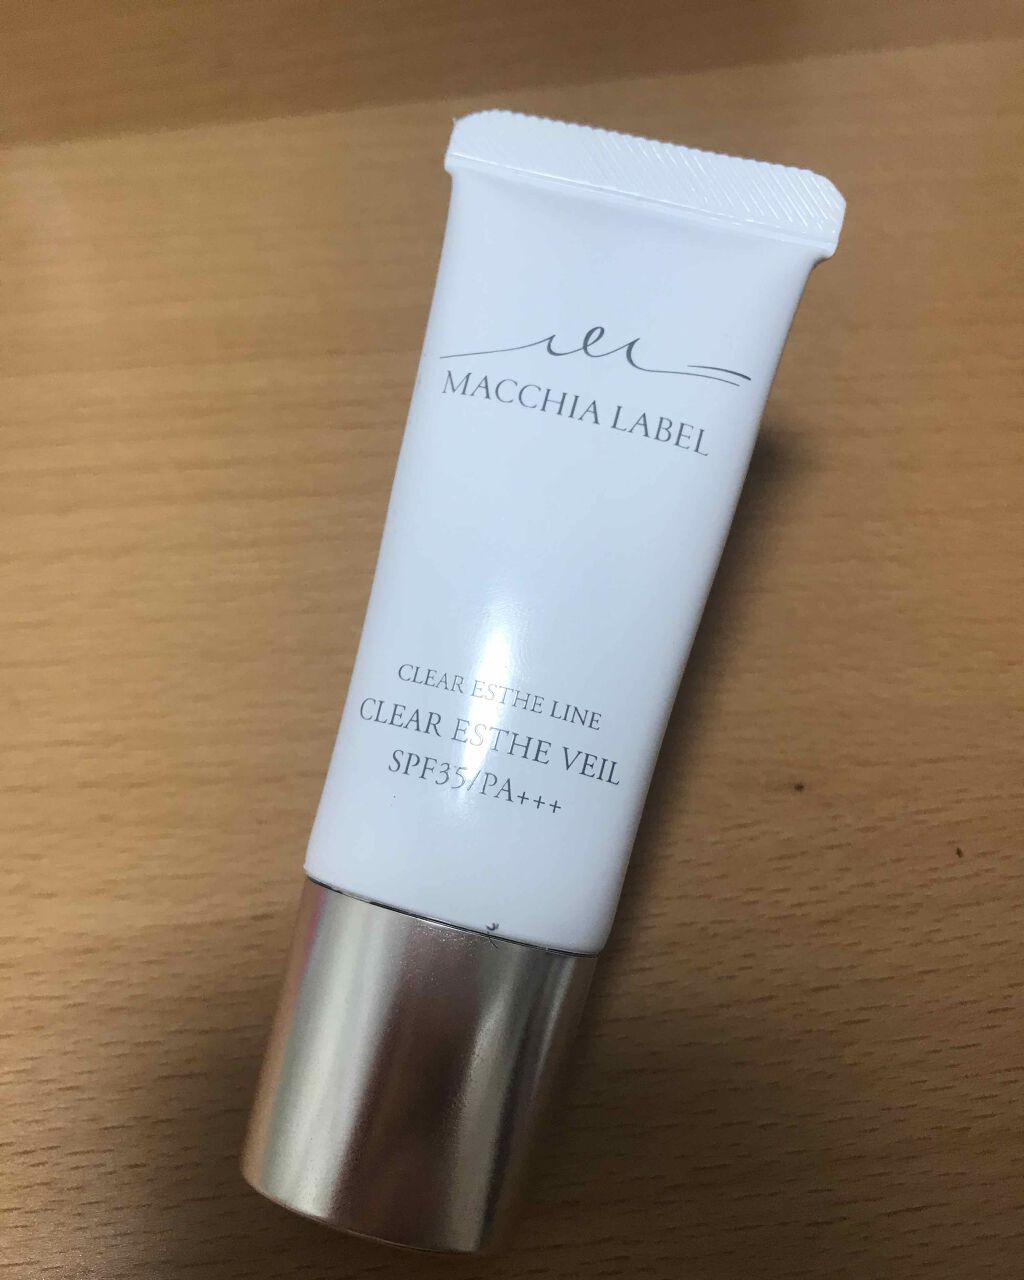 MACCHIA LABEL
CLEAR ESTHE LINE
CLEAR ESTHE VEIL
SPF35/PA+++